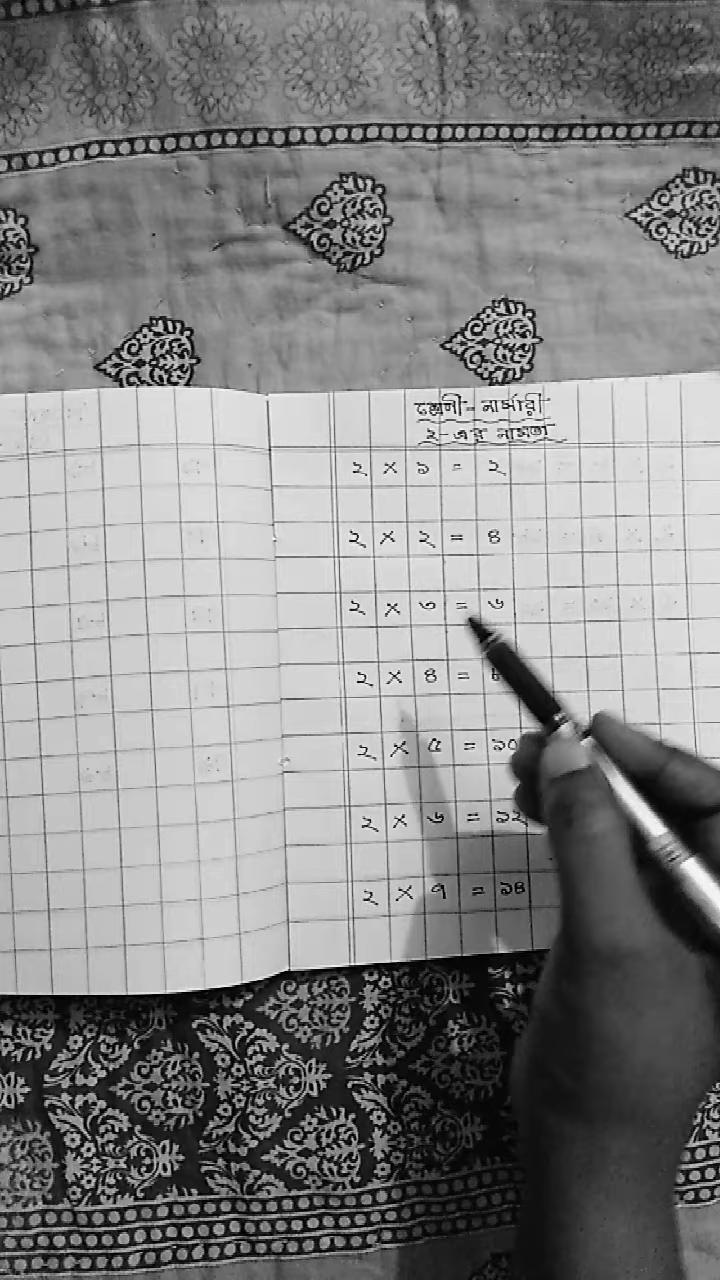 শ্রেণী - নার্সারী
২ - এর নামতা
২ × ১ = ২
২ × ২ = ৪
২ × ৩ = ৬
২ × ৪ = ৮
২ × ৫ = ১০
২ × ৬ = ১২
২ × ৭ = ১৪